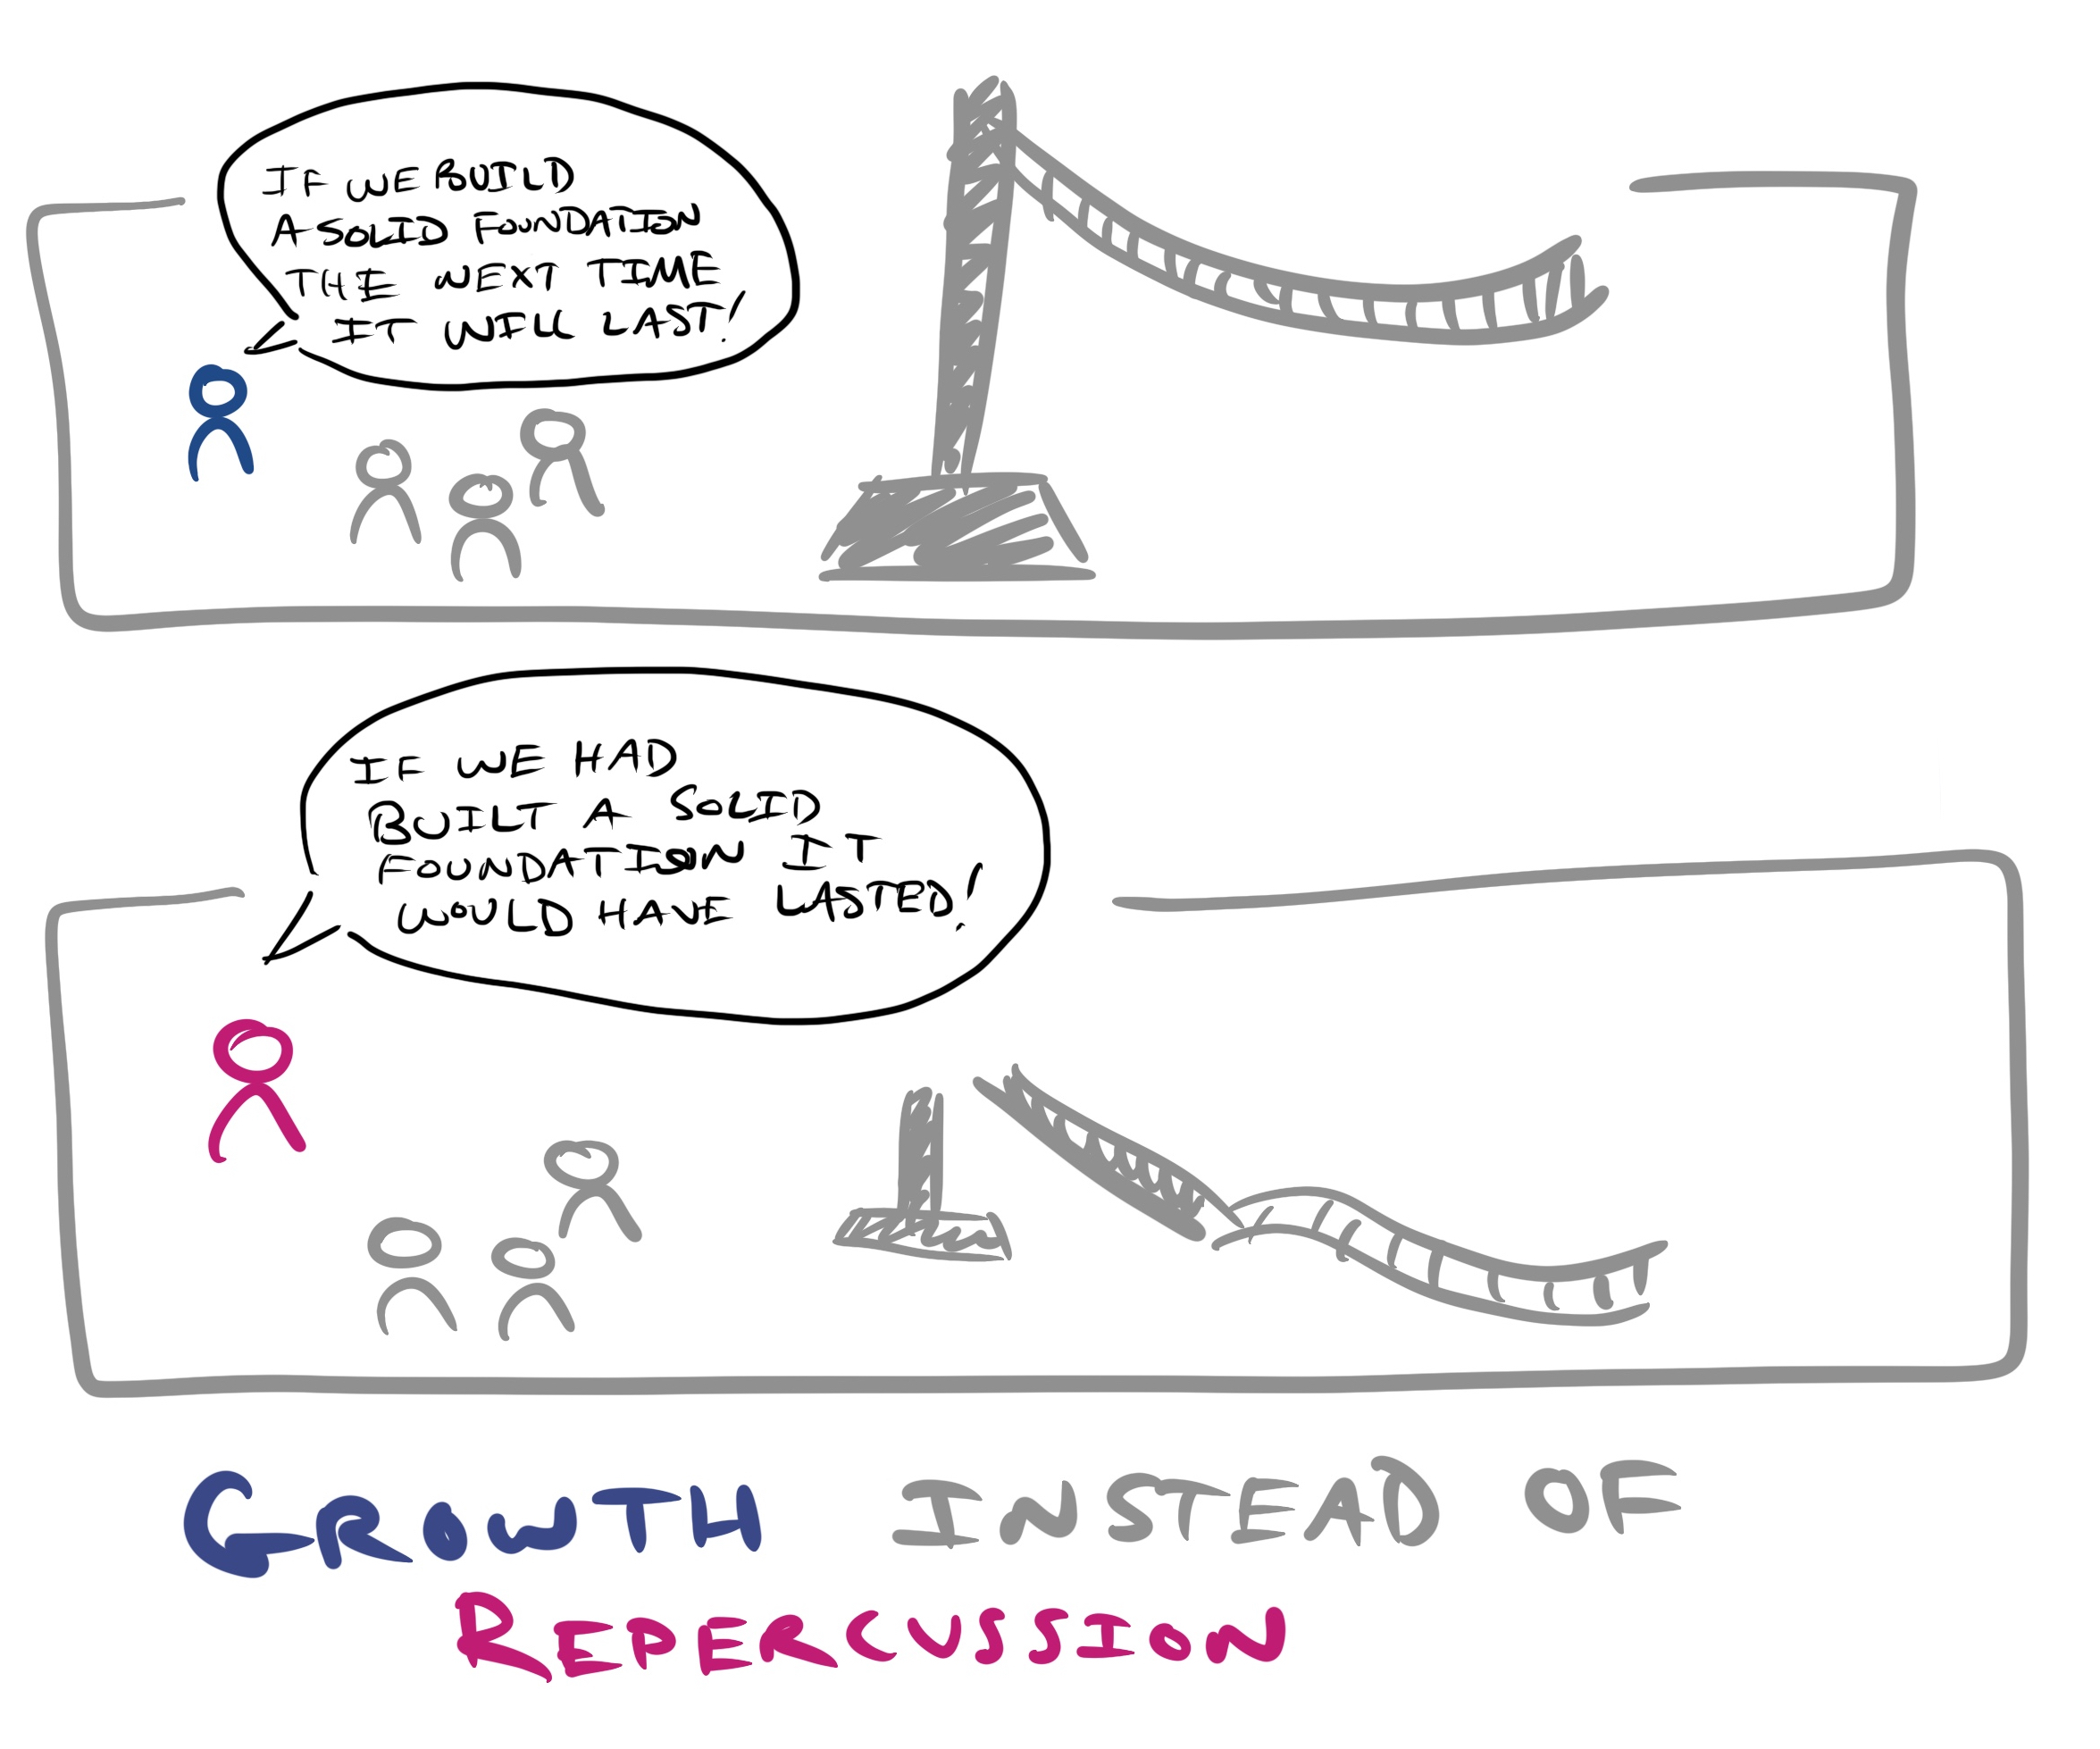 IF WE BUILD
A SOLID FOUNDATION
THE NEXT TIME
IT WILL LAST!
IF WE HAD
BUILT A SOLID
FOUNDATION IT
WOULD HAVE LASTED!
GROWTH INSTEAD OF
REPERCUSSION